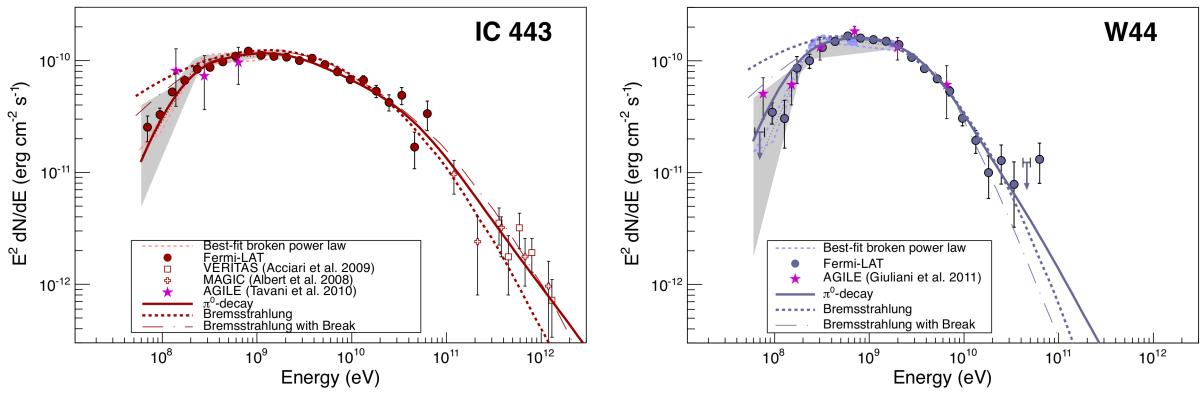 IC 443
E² dN/dE (erg cm⁻² s⁻¹)
10⁻¹⁰
10⁻¹¹
10⁻¹²
Best-fit broken power law
Fermi-LAT
VERITAS (Acciari et al. 2009)
MAGIC (Albert et al. 2008)
AGILE (Tavani et al. 2010)
π⁰-decay
Bremsstrahlung
Bremsstrahlung with Break
10⁸ 10⁹ 10¹⁰ 10¹¹ 10¹²
Energy (eV)
W44
E² dN/dE (erg cm⁻² s⁻¹)
10⁻¹⁰
10⁻¹¹
10⁻¹²
Best-fit broken power law
Fermi-LAT
AGILE (Giuliani et al. 2011)
π⁰-decay
Bremsstrahlung
Bremsstrahlung with Break
10⁸ 10⁹ 10¹⁰ 10¹¹ 10¹²
Energy (eV)